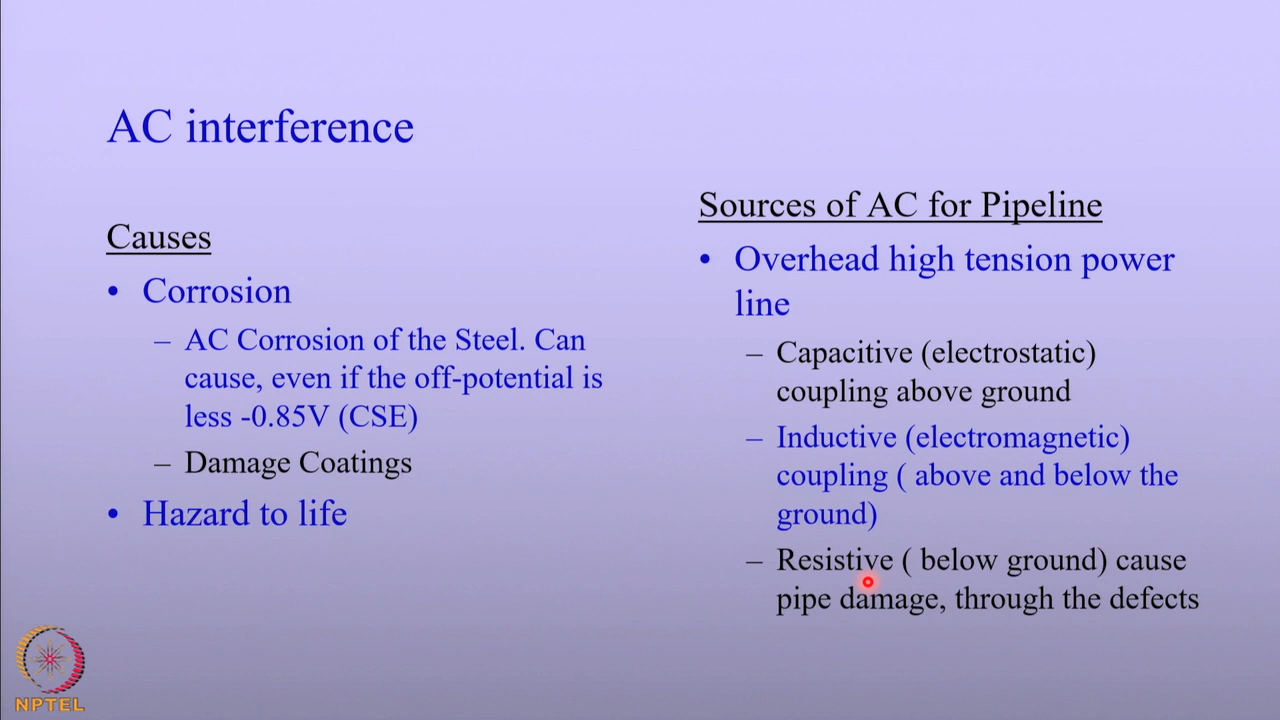 AC interference
Causes
• Corrosion
– AC Corrosion of the Steel. Can
cause, even if the off-potential is
less -0.85V (CSE)
– Damage Coatings
• Hazard to life
Sources of AC for Pipeline
• Overhead high tension power
line
– Capacitive (electrostatic)
coupling above ground
– Inductive (electromagnetic)
coupling ( above and below the
ground)
– Resistive ( below ground) cause
pipe damage, through the defects
NPTEL